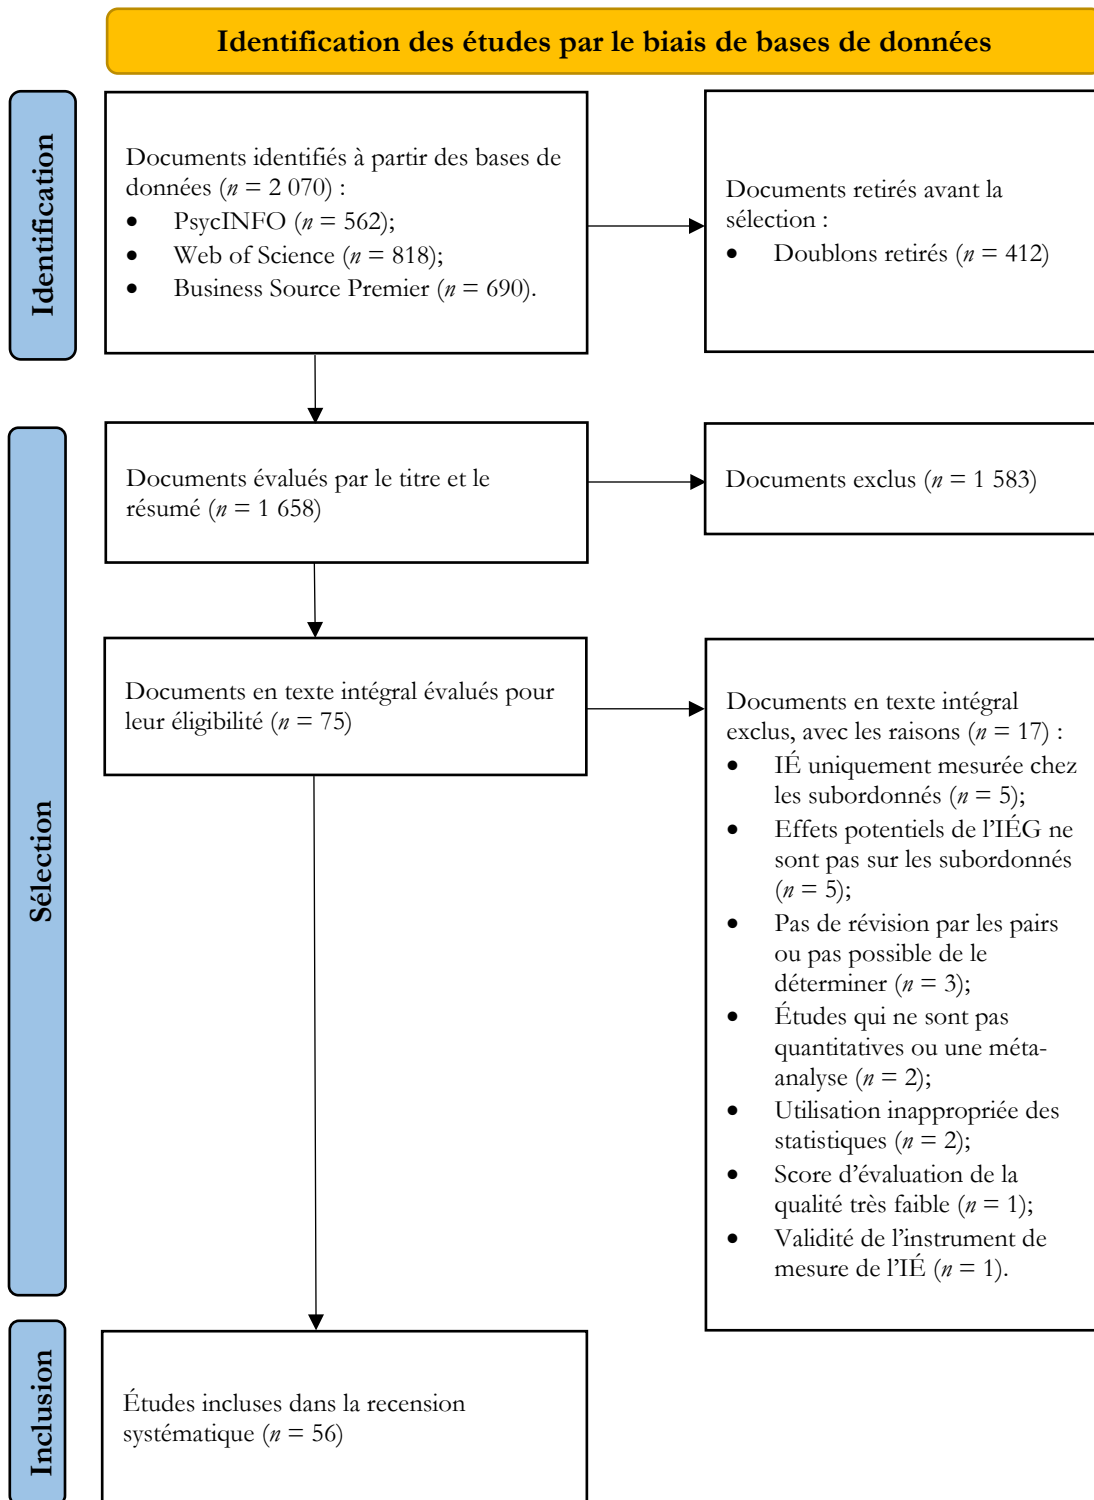 Identification des études par le biais de bases de données
Identification
Documents identifiés à partir des bases de
données (n = 2 070) :
• PsycINFO (n = 562);
• Web of Science (n = 818);
• Business Source Premier (n = 690).
Documents retirés avant la
sélection :
• Doublons retirés (n = 412)
Sélection
Documents évalués par le titre et le
résumé (n = 1 658)
Documents exclus (n = 1 583)
Documents en texte intégral évalués pour
leur éligibilité (n = 75)
Documents en texte intégral
exclus, avec les raisons (n = 17) :
• IÉ uniquement mesurée chez
les subordonnés (n = 5);
• Effets potentiels de l’IÉG ne
sont pas sur les subordonnés
(n = 5);
• Pas de révision par les pairs
ou pas possible de le
déterminer (n = 3);
• Études qui ne sont pas
quantitatives ou une méta-
analyse (n = 2);
• Utilisation inappropriée des
statistiques (n = 2);
• Score d’évaluation de la
qualité très faible (n = 1);
• Validité de l’instrument de
mesure de l’IÉ (n = 1).
Inclusion
Études incluses dans la recension
systématique (n = 56)